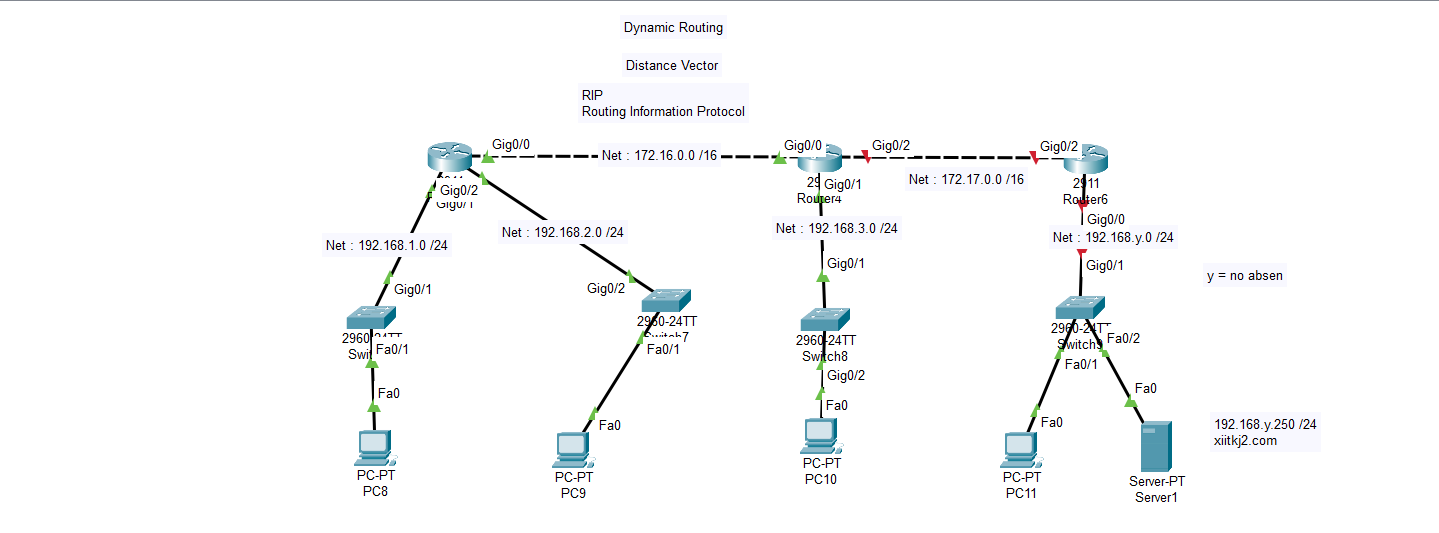 Dynamic Routing
Distance Vector
RIP
Routing Information Protocol
Gig0/0
Net : 172.16.0.0 /16
Gig0/0
Gig0/2
Net : 172.17.0.0 /16
Gig0/2
Gig0/2
Gig0/1
Gig0/1
Router4
2911
Router6
Net : 192.168.1.0 /24
Net : 192.168.2.0 /24
Net : 192.168.3.0 /24
Gig0/0
Net : 192.168.y.0 /24
Gig0/1
Gig0/2
Gig0/1
Gig0/1
y = no absen
2960-24TT
Fa0/1
Fa0
PC-PT
PC8
2960-24TT
Switch7
Fa0/1
Fa0
PC-PT
PC9
2960-24TT
Switch8
Gig0/2
Fa0
PC-PT
PC10
2960-24TT
Switch9
Fa0/2
Fa0/1
Fa0
Fa0
PC-PT
PC11
Server-PT
Server1
192.168.y.250 /24
xiitkj2.com